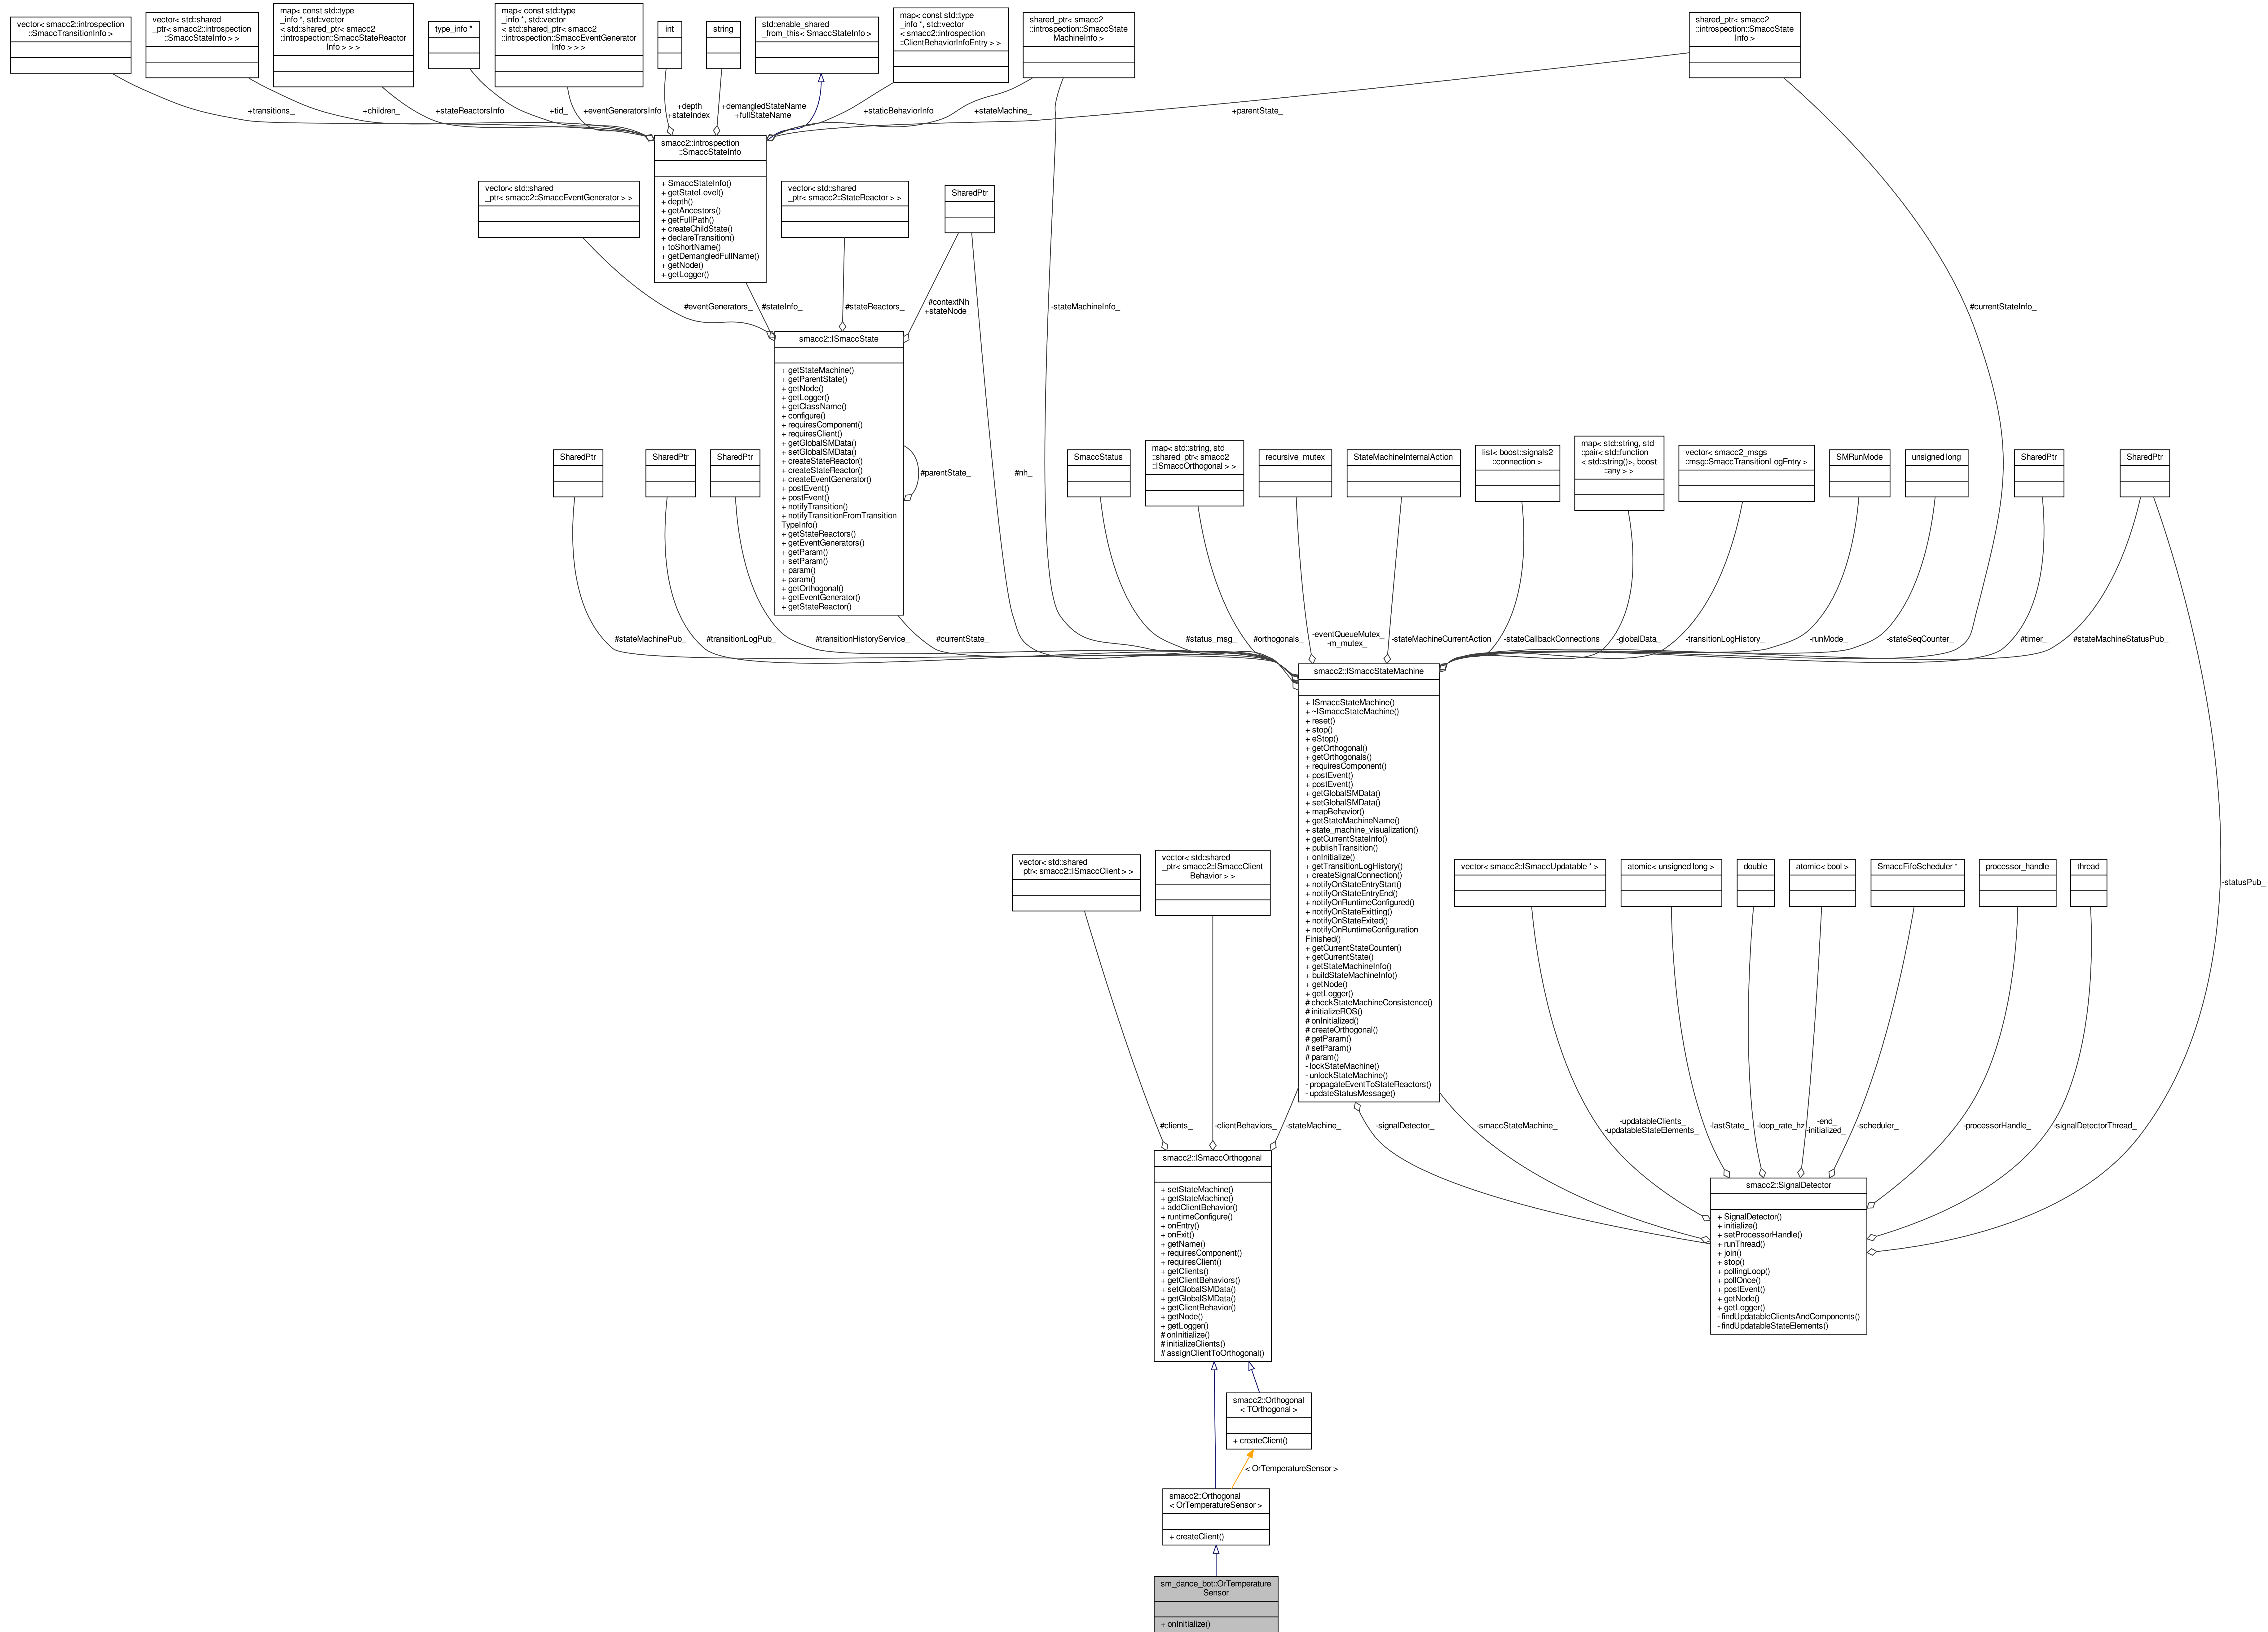 vector< smacc2::introspection
::SmaccTransitionInfo >
vector< std::shared
_ptr< smacc2::introspection
::SmaccStateInfo > >
map< const std::type
_info *, std::vector
< std::shared_ptr< smacc2
::introspection::SmaccStateReactor
Info > > >
type_info *
map< const std::type
_info *, std::vector
< std::shared_ptr< smacc2
::introspection::SmaccEventGenerator
Info > > >
int
string
std::enable_shared
_from_this< SmaccStateInfo >
map< const std::type
_info *, std::vector
< smacc2::introspection
::ClientBehaviorInfoEntry > >
shared_ptr< smacc2
::introspection::SmaccState
MachineInfo >
shared_ptr< smacc2
::introspection::SmaccState
Info >
+transitions_
+children_
+stateReactorsInfo
+tid_
+eventGeneratorsInfo
+depth_
+stateIndex_
+demangledStateName
+fullStateName
+staticBehaviorInfo
+stateMachine_
+parentState_
smacc2::introspection
::SmaccStateInfo
+ SmaccStateInfo()
+ getStateLevel()
+ depth()
+ getAncestors()
+ getFullPath()
+ createChildState()
+ declareTransition()
+ toShortName()
+ getDemangledFullName()
+ getNode()
+ getLogger()
vector< std::shared
_ptr< smacc2::SmaccEventGenerator > >
vector< std::shared
_ptr< smacc2::StateReactor > >
SharedPtr
#eventGenerators_
#stateInfo_
#stateReactors_
#contextNh
+stateNode_
-stateMachineInfo_
#currentStateInfo_
smacc2::ISmaccState
+ getStateMachine()
+ getParentState()
+ getNode()
+ getLogger()
+ getClassName()
+ configure()
+ requiresComponent()
+ requiresClient()
+ getGlobalSMData()
+ setGlobalSMData()
+ createStateReactor()
+ createStateReactor()
+ createEventGenerator()
+ postEvent()
+ postEvent()
+ notifyTransition()
+ notifyTransitionFromTransition
TypeInfo()
+ getStateReactors()
+ getEventGenerators()
+ getParam()
+ setParam()
+ param()
+ param()
+ getOrthogonal()
+ getEventGenerator()
+ getStateReactor()
#parentState_
#nh_
SharedPtr
SharedPtr
SharedPtr
SmaccStatus
map< std::string, std
::shared_ptr< smacc2
::ISmaccOrthogonal > >
recursive_mutex
StateMachineInternalAction
list< boost::signals2
::connection >
map< std::string, std
::pair< std::function
< std::string()>, boost
::any > >
vector< smacc2_msgs
::msg::SmaccTransitionLogEntry >
SMRunMode
unsigned long
SharedPtr
SharedPtr
#stateMachinePub_
#transitionLogPub_
#transitionHistoryService_
#currentState_
#status_msg_
#orthogonals_
-eventQueueMutex_
-m_mutex_
-stateMachineCurrentAction
-stateCallbackConnections
-globalData_
-transitionLogHistory_
-runMode_
-stateSeqCounter_
#timer_
#stateMachineStatusPub_
smacc2::ISmaccStateMachine
+ ISmaccStateMachine()
+ ~ISmaccStateMachine()
+ reset()
+ stop()
+ eStop()
+ getOrthogonal()
+ getOrthogonals()
+ requiresComponent()
+ postEvent()
+ postEvent()
+ getGlobalSMData()
+ setGlobalSMData()
+ mapBehavior()
+ getStateMachineName()
+ state_machine_visualization()
+ getCurrentStateInfo()
+ publishTransition()
+ onInitialize()
+ getTransitionLogHistory()
+ createSignalConnection()
+ notifyOnStateEntryStart()
+ notifyOnStateEntryEnd()
+ notifyOnRuntimeConfigured()
+ notifyOnStateExitting()
+ notifyOnStateExited()
+ notifyOnRuntimeConfiguration
Finished()
+ getCurrentStateCounter()
+ getCurrentState()
+ getStateMachineInfo()
+ buildStateMachineInfo()
+ getNode()
+ getLogger()
# checkStateMachineConsistence()
# initializeROS()
# onInitialized()
# createOrthogonal()
# getParam()
# setParam()
# param()
- lockStateMachine()
- unlockStateMachine()
- propagateEventToStateReactors()
- updateStatusMessage()
vector< std::shared
_ptr< smacc2::ISmaccClient > >
vector< std::shared
_ptr< smacc2::ISmaccClient
Behavior > >
vector< smacc2::ISmaccUpdatable * >
atomic< unsigned long >
double
atomic< bool >
SmaccFifoScheduler *
processor_handle
thread
-statusPub_
#clients_
-clientBehaviors_
-stateMachine_
-signalDetector_
-smaccStateMachine_
-updatableClients_
-updatableStateElements_
-lastState_
-loop_rate_hz
-end_
-initialized_
-scheduler_
-processorHandle_
-signalDetectorThread_
smacc2::ISmaccOrthogonal
+ setStateMachine()
+ getStateMachine()
+ addClientBehavior()
+ runtimeConfigure()
+ onEntry()
+ onExit()
+ getName()
+ requiresComponent()
+ requiresClient()
+ getClients()
+ getClientBehaviors()
+ setGlobalSMData()
+ getGlobalSMData()
+ getClientBehavior()
+ getNode()
+ getLogger()
# onInitialize()
# initializeClients()
# assignClientToOrthogonal()
smacc2::SignalDetector
+ SignalDetector()
+ initialize()
+ setProcessorHandle()
+ runThread()
+ join()
+ stop()
+ pollingLoop()
+ pollOnce()
+ postEvent()
+ getNode()
+ getLogger()
- findUpdatableClientsAndComponents()
- findUpdatableStateElements()
smacc2::Orthogonal
< TOrthogonal >
+ createClient()
< OrTemperatureSensor >
smacc2::Orthogonal
< OrTemperatureSensor >
+ createClient()
sm_dance_bot::OrTemperature
Sensor
+ onInitialize()